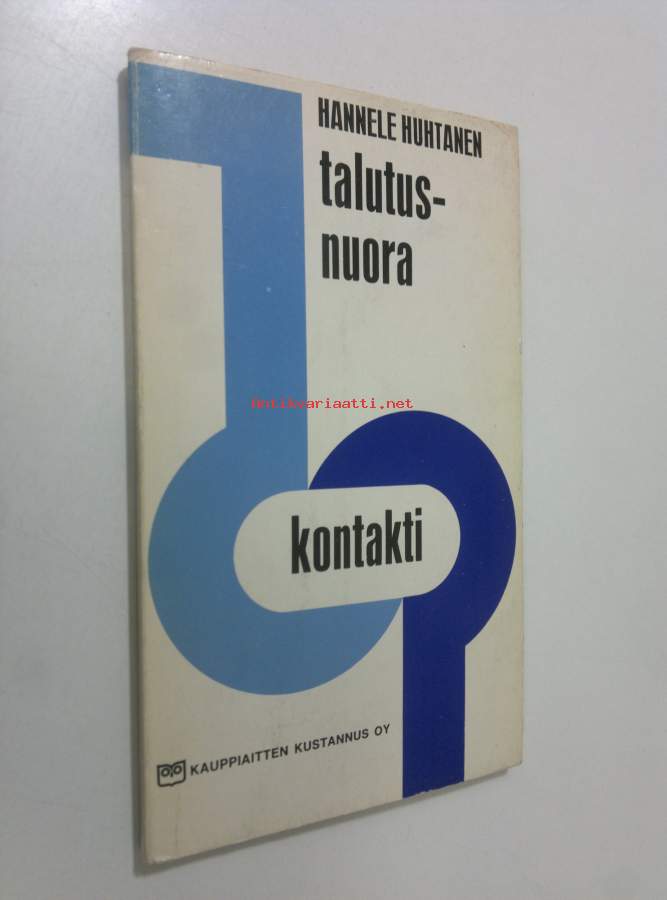 HANNELE HUHTANEN
talutus-
nuora
Antikvariaatti.net
kontakti
KAUPPIAITTEN KUSTANNUS OY